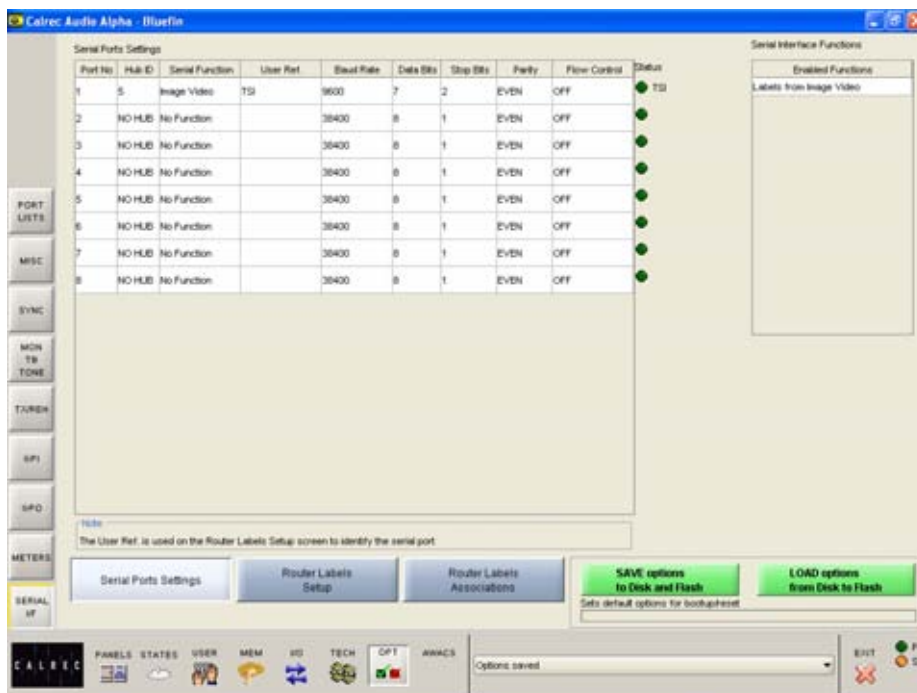 Calrec Audio Alpha - Bluefin
Serial Ports Settings
Port No Hub ID Serial Function User Ref. Baud Rate Data Bits Stop Bits Parity Flow Control Status
1 5 Image Video TSI 9600 7 2 EVEN OFF TSI
2 NO HUB No Function 38400 8 1 EVEN OFF
3 NO HUB No Function 38400 8 1 EVEN OFF
4 NO HUB No Function 38400 8 1 EVEN OFF
5 NO HUB No Function 38400 8 1 EVEN OFF
6 NO HUB No Function 38400 8 1 EVEN OFF
7 NO HUB No Function 38400 8 1 EVEN OFF
8 NO HUB No Function 38400 8 1 EVEN OFF
Serial Interface Functions
Enabled Functions
Labels from Image Video
PORT
LISTS
MISC
SYNC
MON
TB
TONE
TX/REH
GPI
GPO
METERS
SERIAL
I/F
Note
The User Ref. is used on the Router Labels Setup screen to identify the serial port
Serial Ports Settings
Router Labels
Setup
Router Labels
Associations
SAVE options
to Disk and Flash
LOAD options
from Disk to Flash
Sets default options for bootup/reset
CALREC
PANELS STATES USER MEM I/O TECH OPT AWACS
Options saved
EXIT
P
S